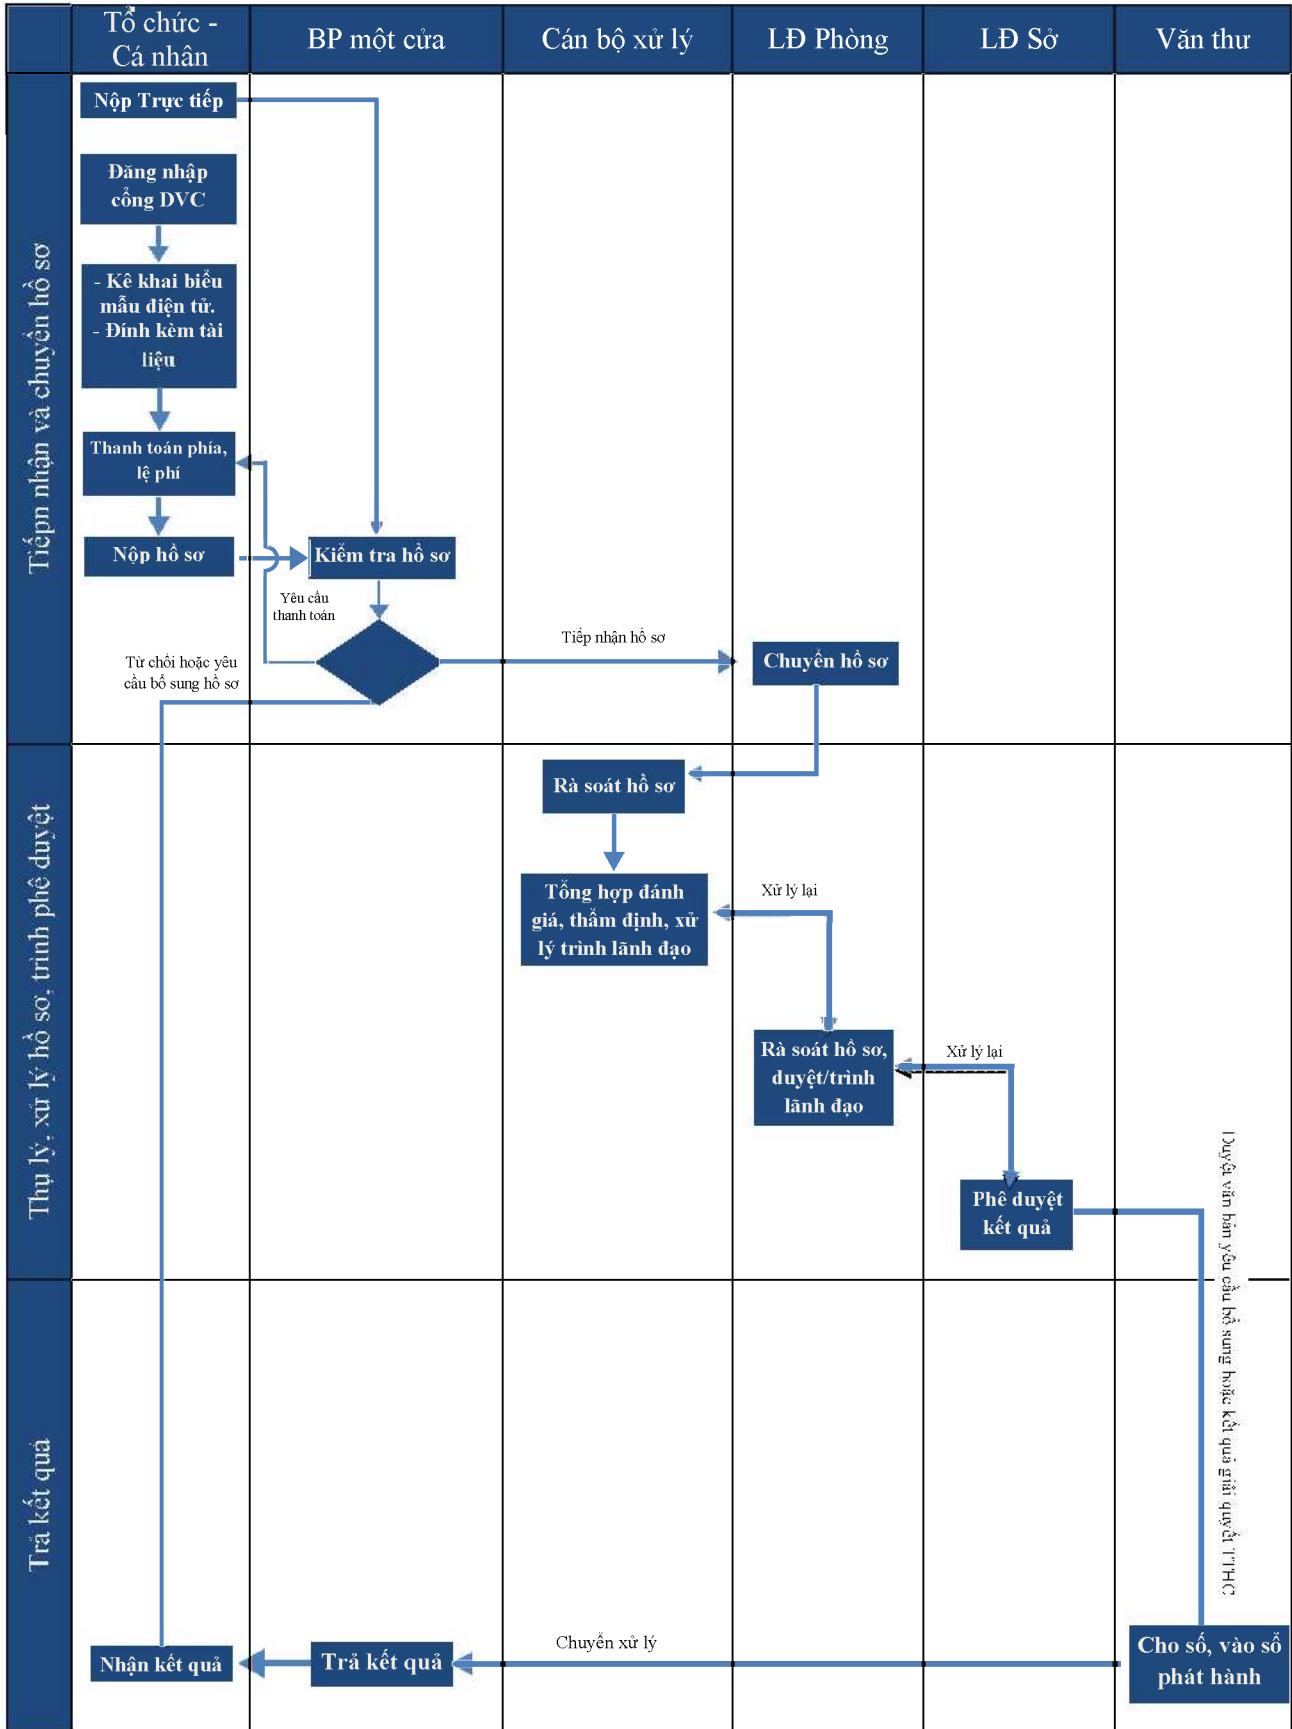 Tổ chức -
Cá nhân
BP một cửa
Cán bộ xử lý
LĐ Phòng
LĐ Sở
Văn thư
Tiếpn nhận và chuyển hồ sơ
Nộp Trực tiếp
Đăng nhập
cổng DVC
- Kê khai biểu
mẫu điện tử.
- Đính kèm tài
liệu
Thanh toán phía,
lệ phí
Nộp hồ sơ
Kiểm tra hồ sơ
Yêu cầu
thanh toán
Tiếp nhận hồ sơ
Chuyển hồ sơ
Từ chối hoặc yêu
cầu bổ sung hồ sơ
Thụ lý, xử lý hồ sơ, trình phê duyệt
Rà soát hồ sơ
Tổng hợp đánh
giá, thẩm định, xử
lý trình lãnh đạo
Xử lý lại
Rà soát hồ sơ,
duyệt/trình
lãnh đạo
Xử lý lại
Phê duyệt
kết quả
Duyệt văn bản yêu cầu bổ sung hoặc kết quả giải quyết TTHC
Trả kết quả
Nhận kết quả
Trả kết quả
Chuyển xử lý
Cho số, vào sổ
phát hành